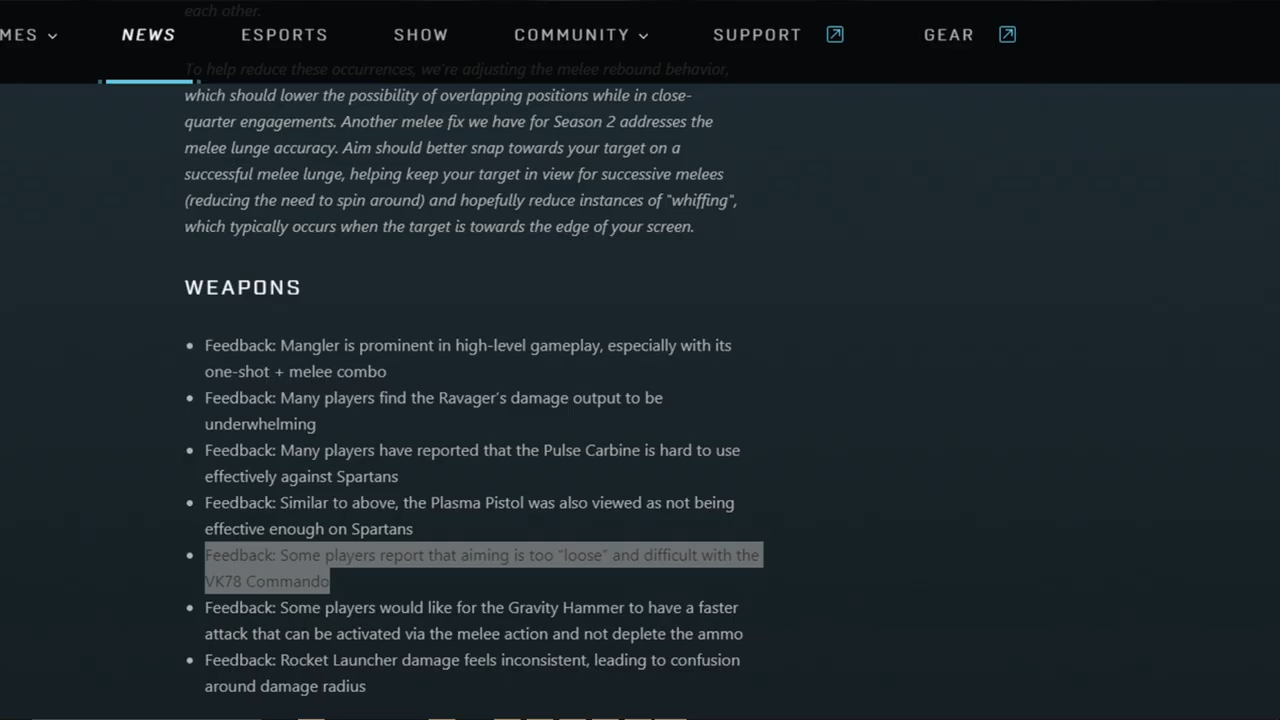 each other.
MES
NEWS
ESPORTS
SHOW
COMMUNITY
SUPPORT
GEAR
To help reduce these occurrences, we're adjusting the melee rebound behavior,
which should lower the possibility of overlapping positions while in close-
quarter engagements. Another melee fix we have for Season 2 addresses the
melee lunge accuracy. Aim should better snap towards your target on a
successful melee lunge, helping keep your target in view for successive melees
(reducing the need to spin around) and hopefully reduce instances of "whiffing",
which typically occurs when the target is towards the edge of your screen.
WEAPONS
• Feedback: Mangler is prominent in high-level gameplay, especially with its
one-shot + melee combo
• Feedback: Many players find the Ravager's damage output to be
underwhelming
• Feedback: Many players have reported that the Pulse Carbine is hard to use
effectively against Spartans
• Feedback: Similar to above, the Plasma Pistol was also viewed as not being
effective enough on Spartans
• Feedback: Some players report that aiming is too "loose" and difficult with the
VK78 Commando
• Feedback: Some players would like for the Gravity Hammer to have a faster
attack that can be activated via the melee action and not deplete the ammo
• Feedback: Rocket Launcher damage feels inconsistent, leading to confusion
around damage radius